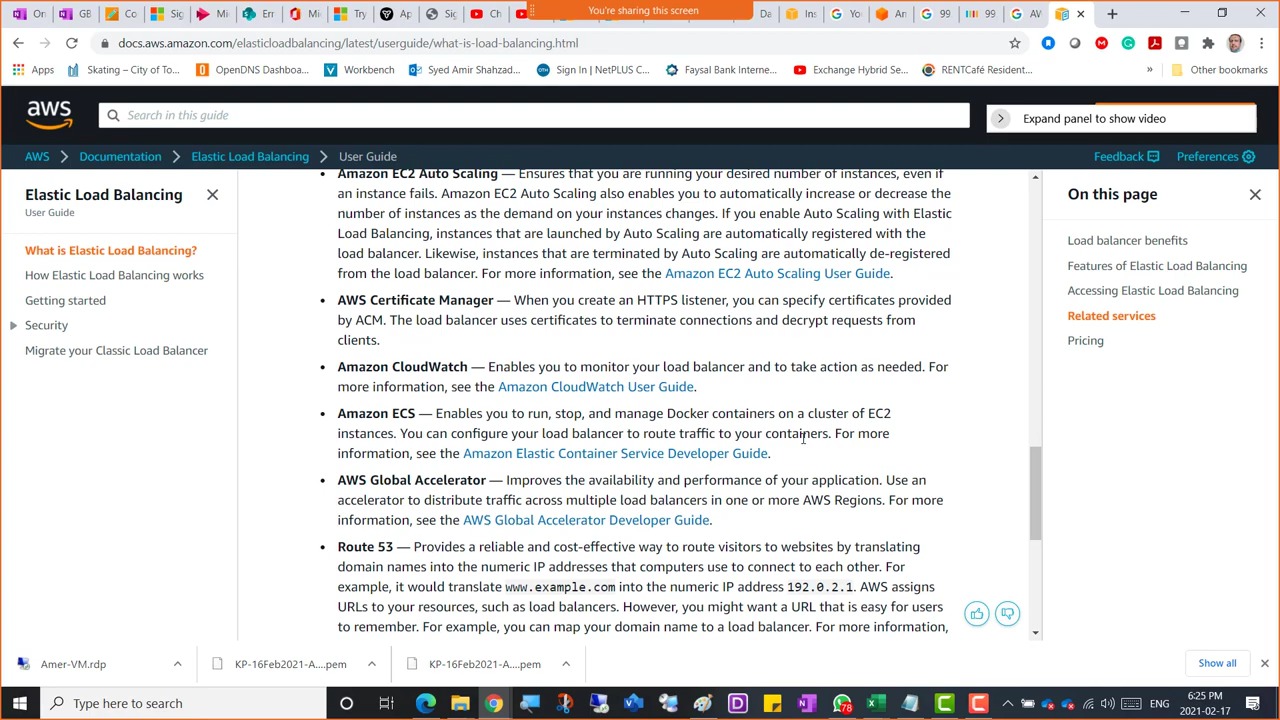 You're sharing this screen
docs.aws.amazon.com/elasticloadbalancing/latest/userguide/what-is-load-balancing.html
Apps
Skating – City of To...
OpenDNS Dashboa...
Workbench
Syed Amir Shahzad...
Sign In | NetPLUS C...
Faysal Bank Interne...
Exchange Hybrid Se...
RENTCafé Resident...
»
Other bookmarks
aws
Search in this guide
Expand panel to show video
AWS
Documentation
Elastic Load Balancing
User Guide
Feedback
Preferences
Elastic Load Balancing
User Guide
What is Elastic Load Balancing?
How Elastic Load Balancing works
Getting started
Security
Migrate your Classic Load Balancer
• Amazon EC2 Auto Scaling — Ensures that you are running your desired number of instances, even if
an instance fails. Amazon EC2 Auto Scaling also enables you to automatically increase or decrease the
number of instances as the demand on your instances changes. If you enable Auto Scaling with Elastic
Load Balancing, instances that are launched by Auto Scaling are automatically registered with the
load balancer. Likewise, instances that are terminated by Auto Scaling are automatically de-registered
from the load balancer. For more information, see the Amazon EC2 Auto Scaling User Guide.
• AWS Certificate Manager — When you create an HTTPS listener, you can specify certificates provided
by ACM. The load balancer uses certificates to terminate connections and decrypt requests from
clients.
• Amazon CloudWatch — Enables you to monitor your load balancer and to take action as needed. For
more information, see the Amazon CloudWatch User Guide.
• Amazon ECS — Enables you to run, stop, and manage Docker containers on a cluster of EC2
instances. You can configure your load balancer to route traffic to your containers. For more
information, see the Amazon Elastic Container Service Developer Guide.
• AWS Global Accelerator — Improves the availability and performance of your application. Use an
accelerator to distribute traffic across multiple load balancers in one or more AWS Regions. For more
information, see the AWS Global Accelerator Developer Guide.
• Route 53 — Provides a reliable and cost-effective way to route visitors to websites by translating
domain names into the numeric IP addresses that computers use to connect to each other. For
example, it would translate www.example.com into the numeric IP address 192.0.2.1. AWS assigns
URLs to your resources, such as load balancers. However, you might want a URL that is easy for users
to remember. For example, you can map your domain name to a load balancer. For more information,
On this page
Load balancer benefits
Features of Elastic Load Balancing
Accessing Elastic Load Balancing
Related services
Pricing
Amer-VM.rdp
KP-16Feb2021-A....pem
KP-16Feb2021-A....pem
Show all
Type here to search
78
ENG
6:25 PM
2021-02-17